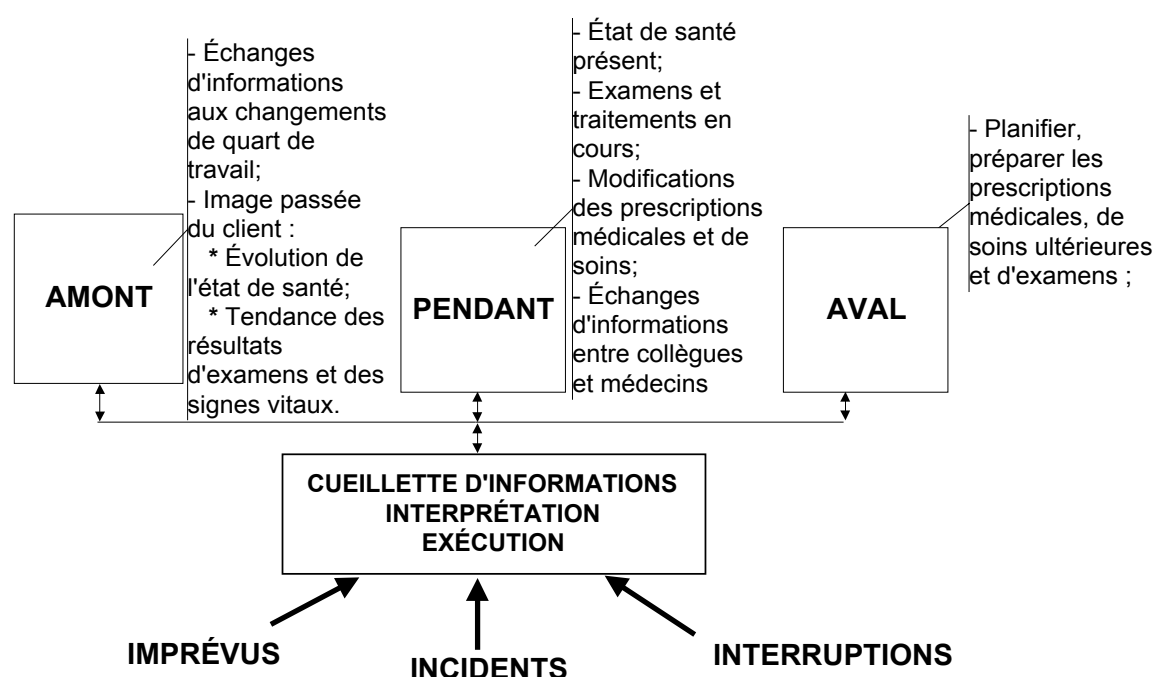 - Échanges
d'informations
aux changements
de quart de
travail;
- Image passée
du client :
* Évolution de
l'état de santé;
* Tendance des
résultats
d'examens et des
signes vitaux.
AMONT
- État de santé
présent;
- Examens et
traitements en
cours;
- Modifications
des prescriptions
médicales et de
soins;
- Échanges
d'informations
entre collègues
et médecins
PENDANT
- Planifier,
préparer les
prescriptions
médicales, de
soins ultérieures
et d'examens ;
AVAL
CUEILLETTE D'INFORMATIONS
INTERPRÉTATION
EXÉCUTION
IMPRÉVUS
INCIDENTS
INTERRUPTIONS